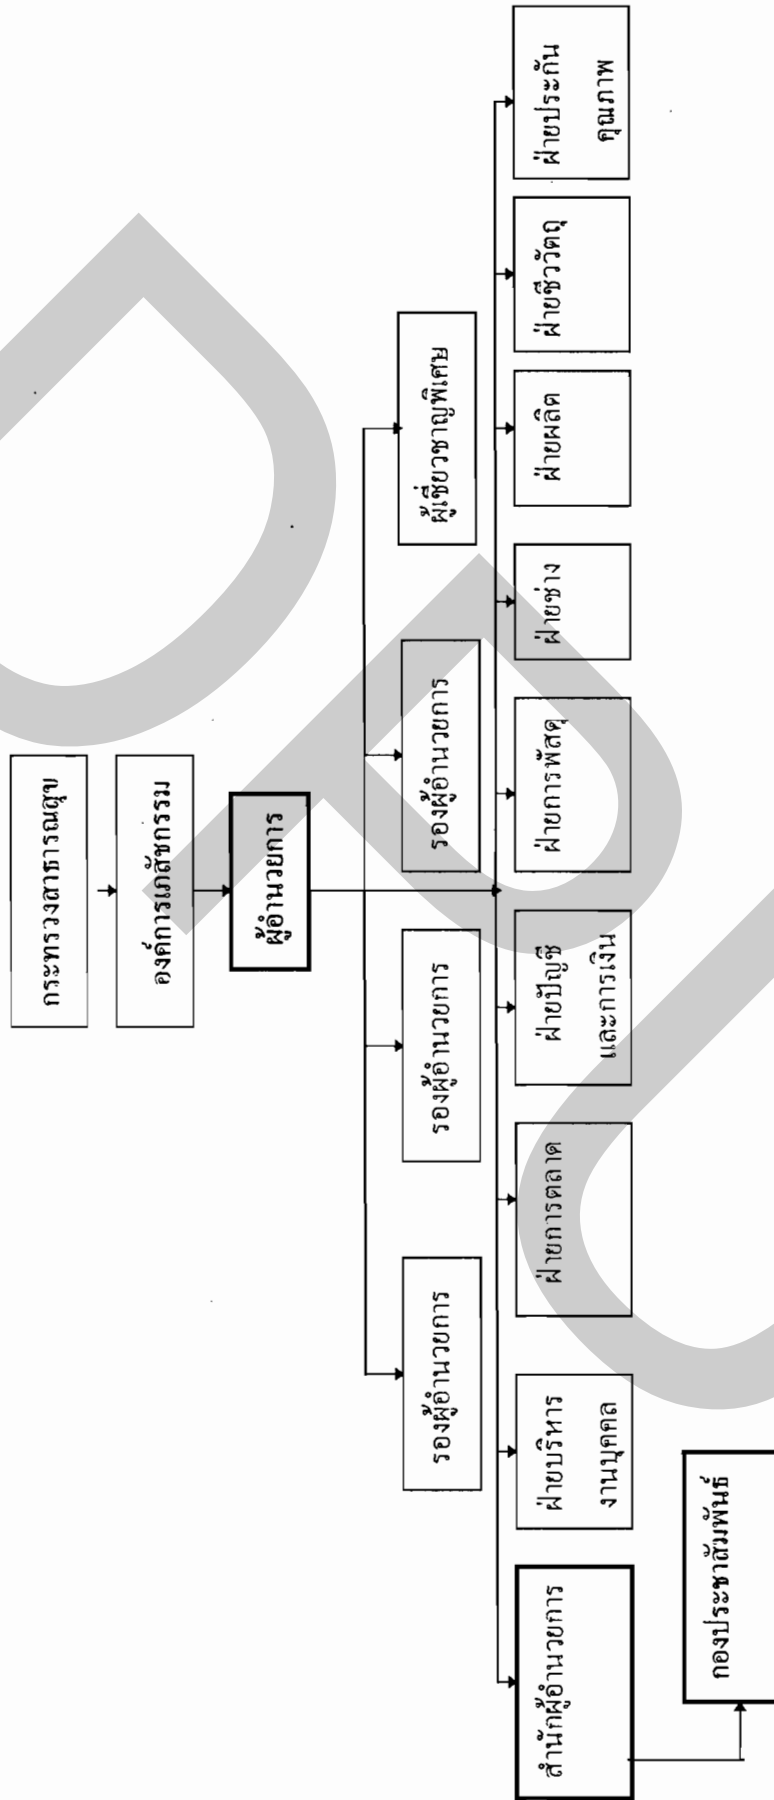 กระทรวงสาธารณสุข
องค์การเภสัชกรรม
ผู้อำนวยการ
รองผู้อำนวยการ
รองผู้อำนวยการ
รองผู้อำนวยการ
ผู้เชี่ยวชาญพิเศษ
สำนักผู้อำนวยการ
ฝ่ายบริหาร
งานบุคคล
ฝ่ายการตลาด
ฝ่ายบัญชี
และการเงิน
ฝ่ายการพัสดุ
ฝ่ายช่าง
ฝ่ายผลิต
ฝ่ายชีววัตถุ
ฝ่ายประกัน
คุณภาพ
กองประชาสัมพันธ์